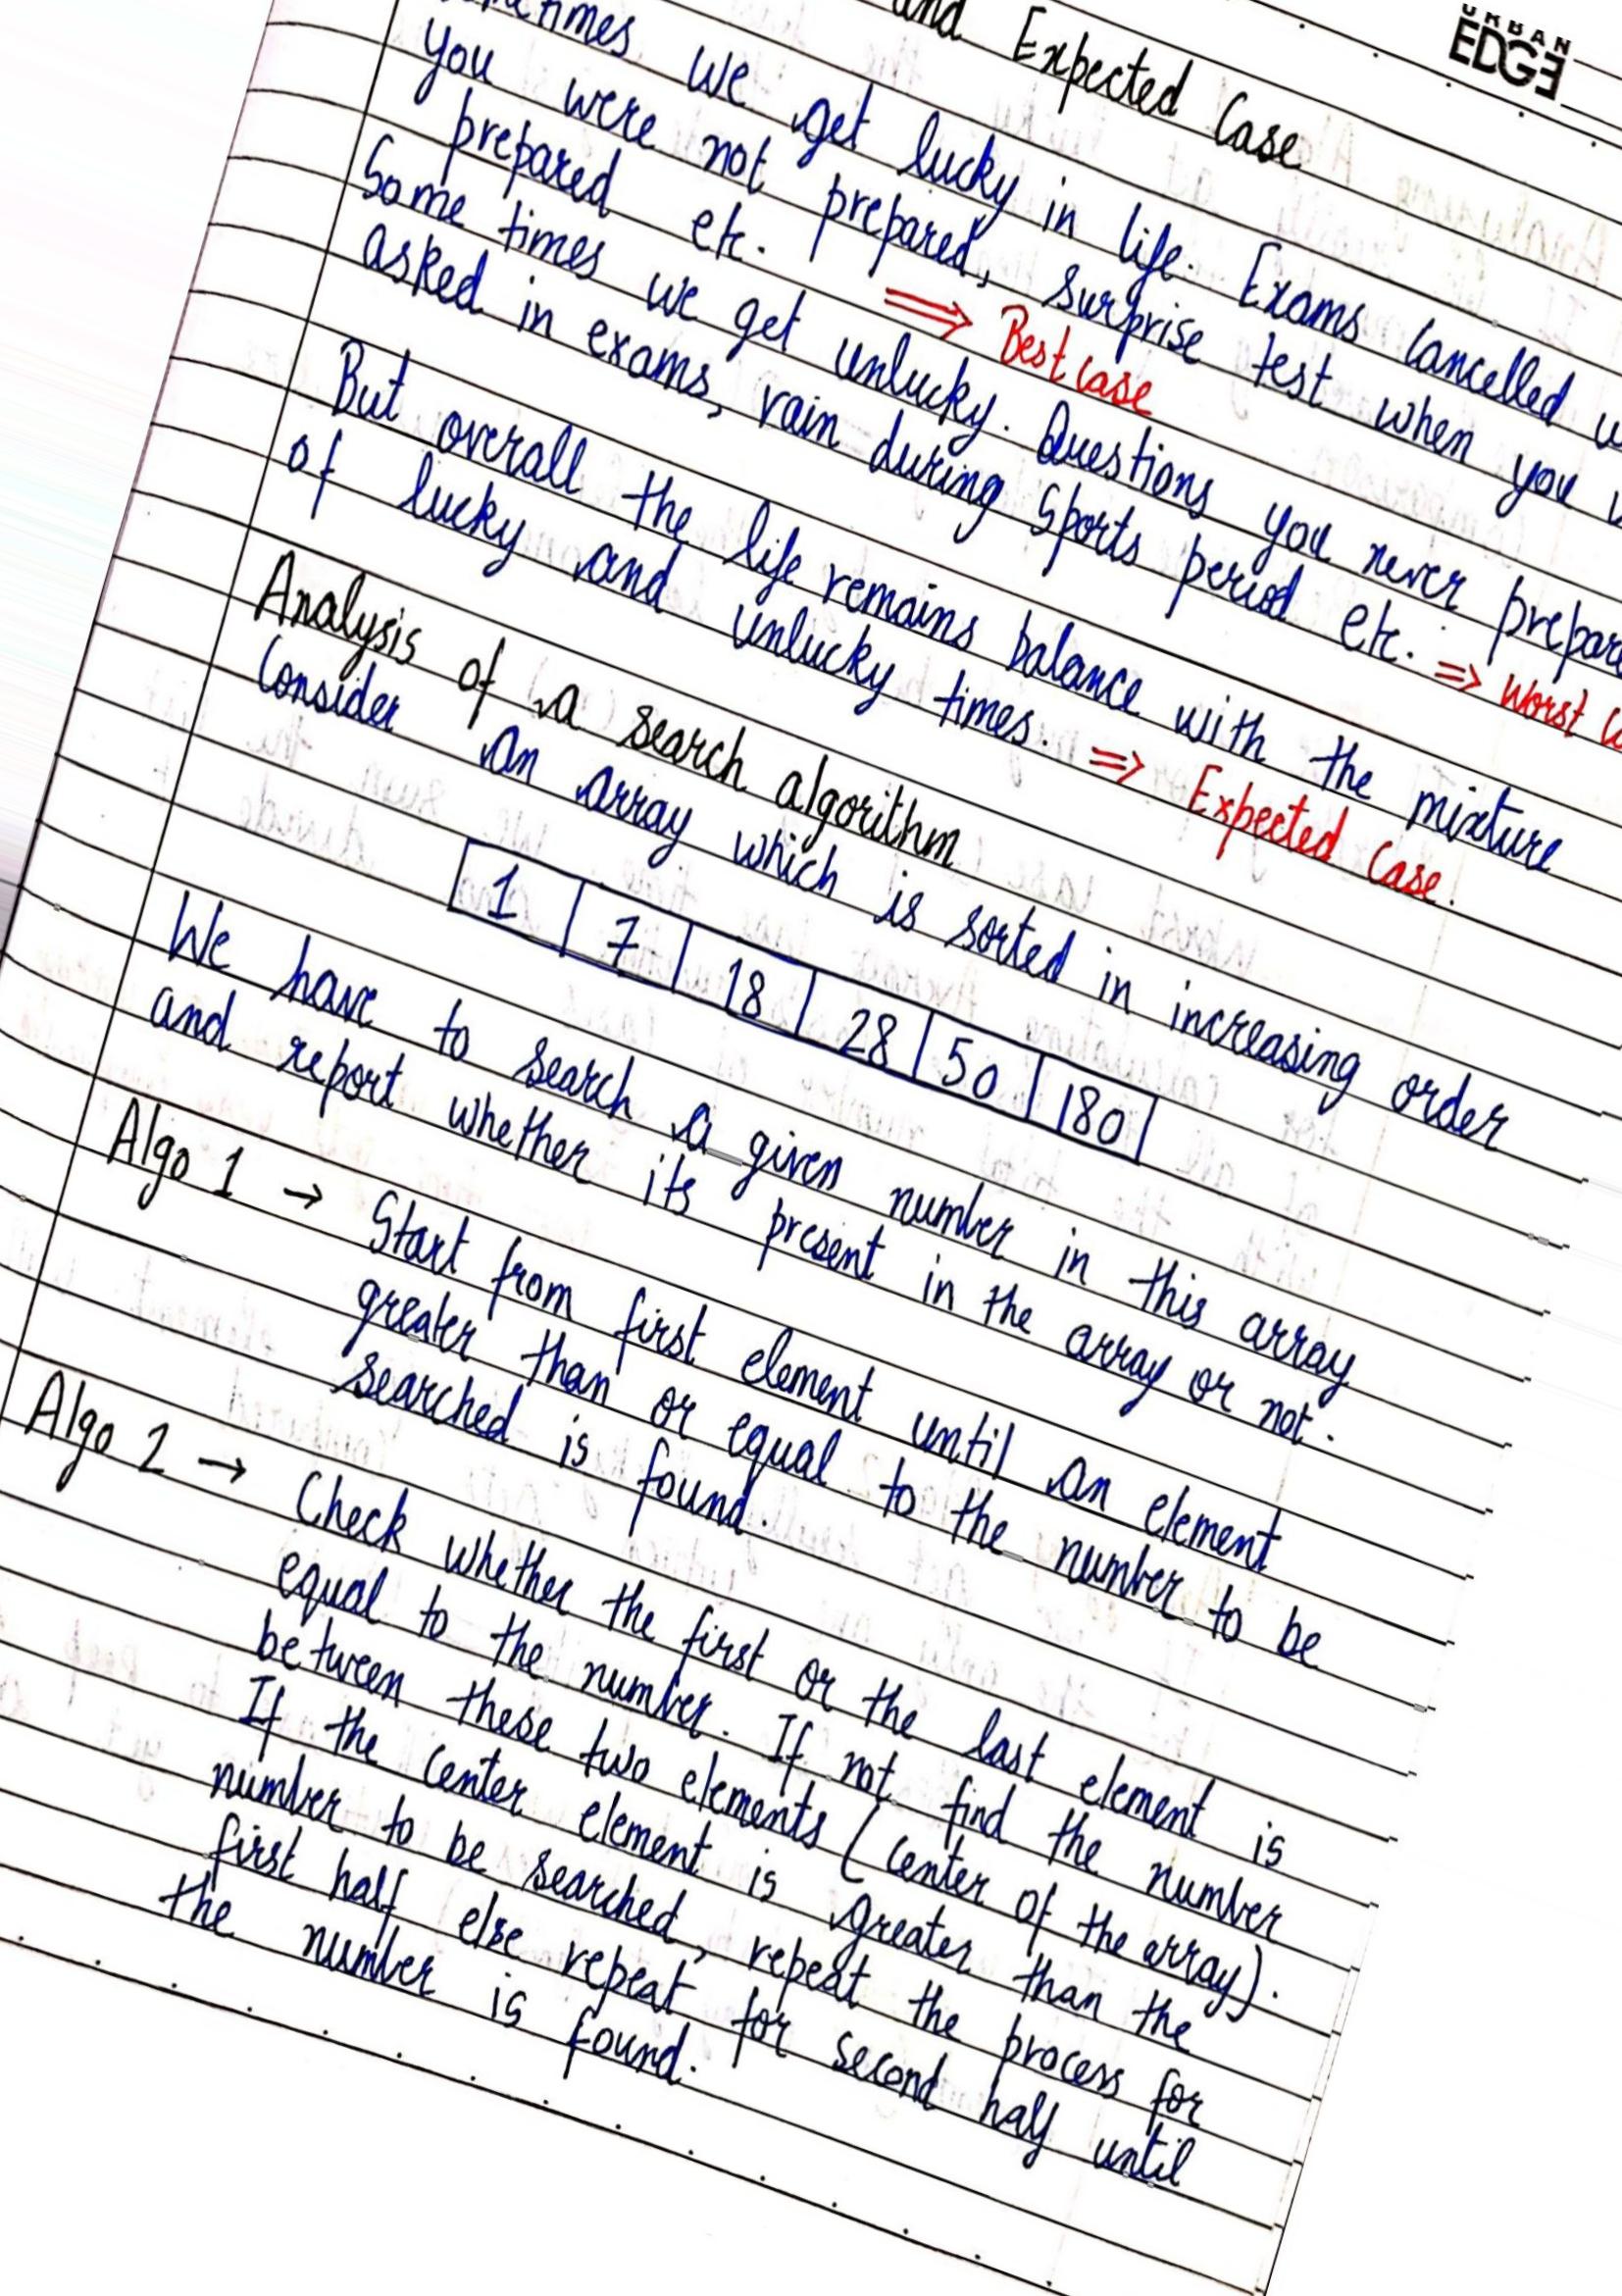 and Expected Case
URBAN
EDGE
we get lucky in life. Exams Cancelled
you were not prepared, surprise test when you
prepared etc. ⟹ Best case
Some times we get unlucky. Questions you never
asked in exams, rain during Sports period etc. => Worst
But overall the life remains balance with the mixture
of lucky and unlucky times. => Expected Case.
Analysis of a search algorithm
Consider an array which is sorted in increasing order
1 7 18 28 50 180
We have to search a given number in this array
and report whether its present in the array or not.
Algo 1 → Start from first element until an element
greater than or equal to the number to be
searched is found.
Algo 2 → Check whether the first or the last element is
equal to the number. If not find the number
between these two elements (center of the array).
If the center element is greater than the
number to be searched, repeat the process for
first half else repeat for second half until
the number is found.